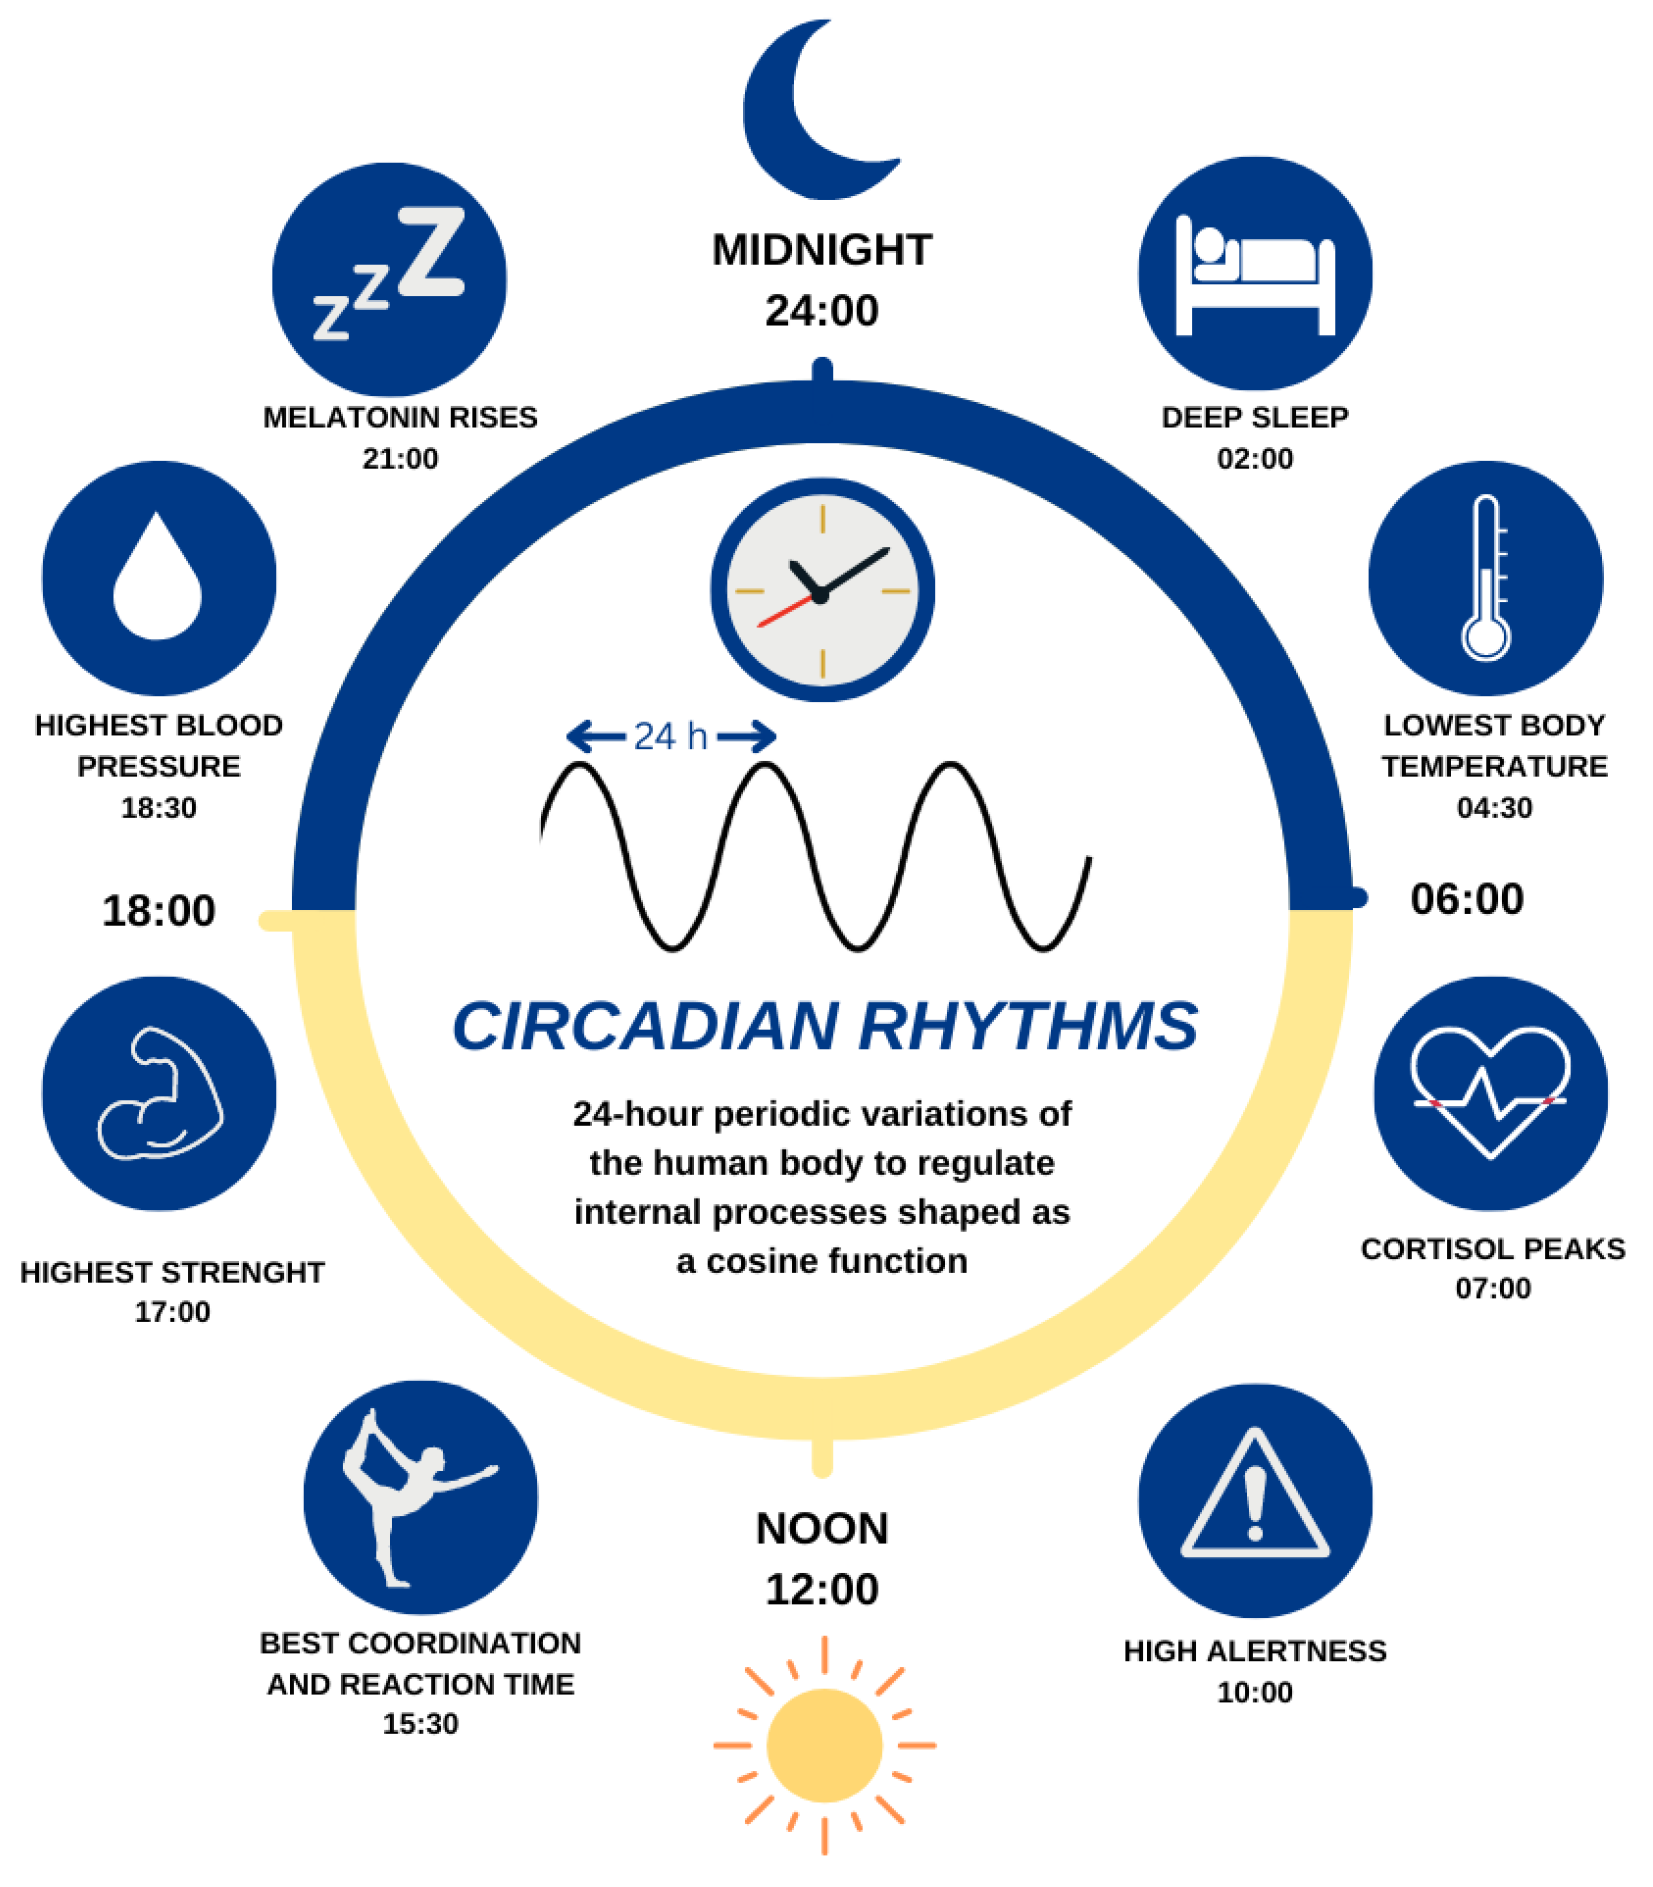 MIDNIGHT
24:00
MELATONIN RISES
21:00
DEEP SLEEP
02:00
HIGHEST BLOOD
PRESSURE
18:30
LOWEST BODY
TEMPERATURE
04:30
24 h
18:00
06:00
CIRCADIAN RHYTHMS
24-hour periodic variations of
the human body to regulate
internal processes shaped as
a cosine function
HIGHEST STRENGHT
17:00
CORTISOL PEAKS
07:00
NOON
12:00
BEST COORDINATION
AND REACTION TIME
15:30
HIGH ALERTNESS
10:00